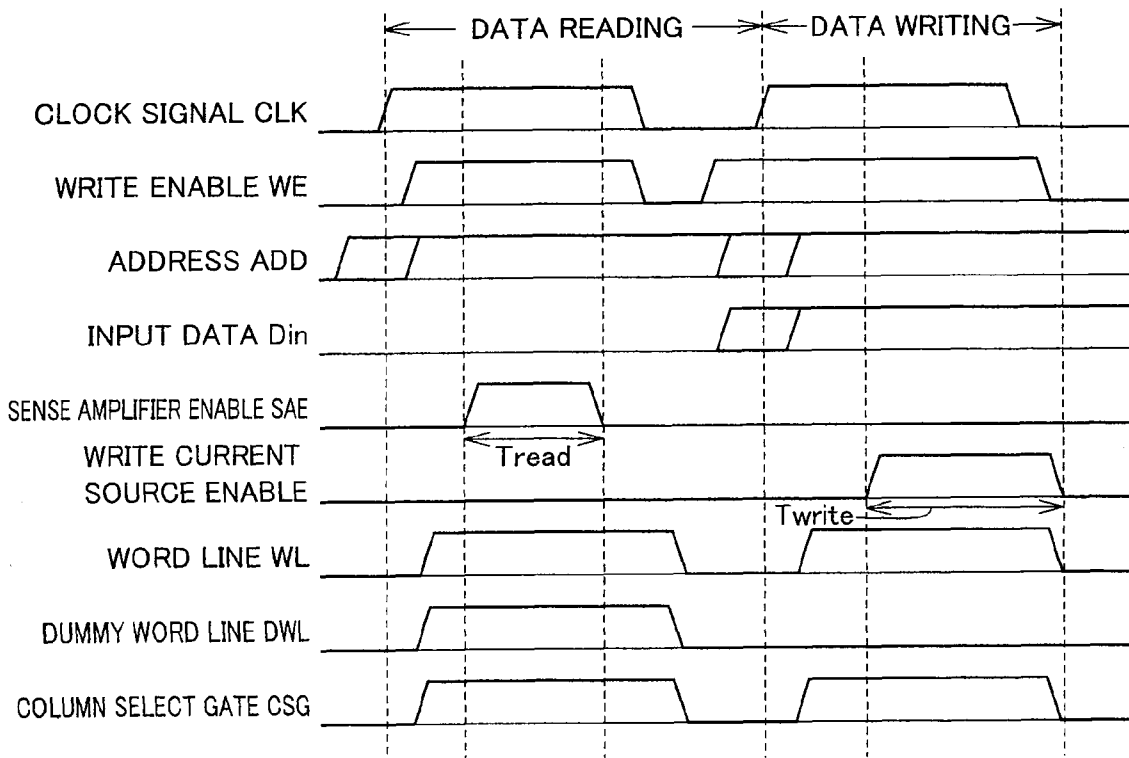 DATA READING DATA WRITING
CLOCK SIGNAL CLK
WRITE ENABLE WE
ADDRESS ADD
INPUT DATA Din
SENSE AMPLIFIER ENABLE SAE
Tread
WRITE CURRENT
SOURCE ENABLE
Twrite
WORD LINE WL
DUMMY WORD LINE DWL
COLUMN SELECT GATE CSG